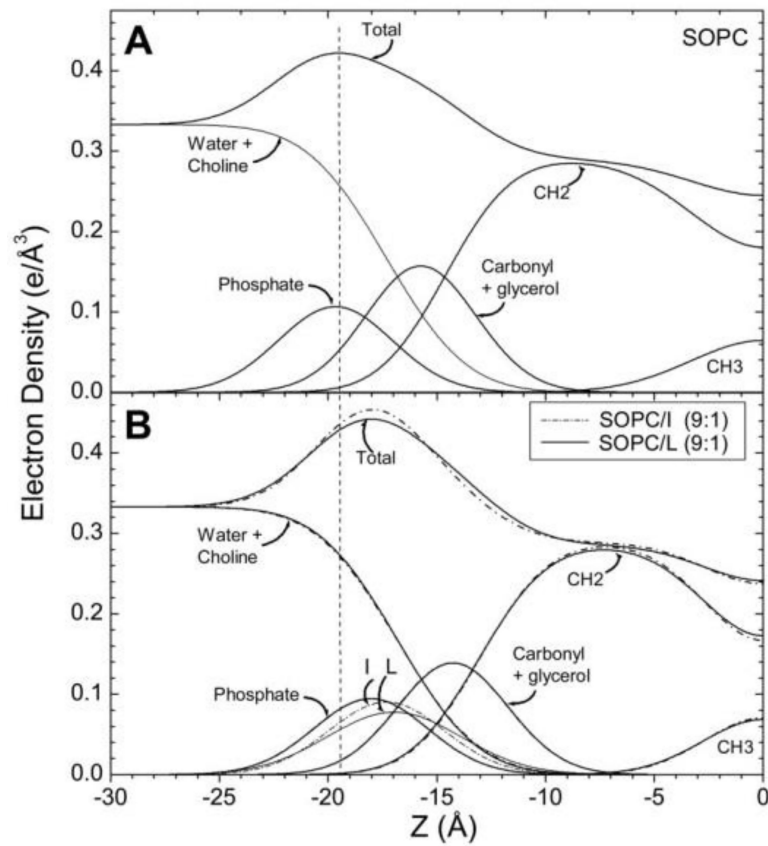 A
SOPC
Total
0.4
0.3
Water +
Choline
CH2
0.2
Phosphate
Carbonyl
+ glycerol
0.1
CH3
0.0
Electron Density (e/Å³)
B
SOPC/I (9:1)
SOPC/L (9:1)
Total
0.4
0.3
Water +
Choline
CH2
0.2
I L
Phosphate
Carbonyl
+ glycerol
0.1
CH3
0.0
-30 -25 -20 -15 -10 -5 0
Z (Å)